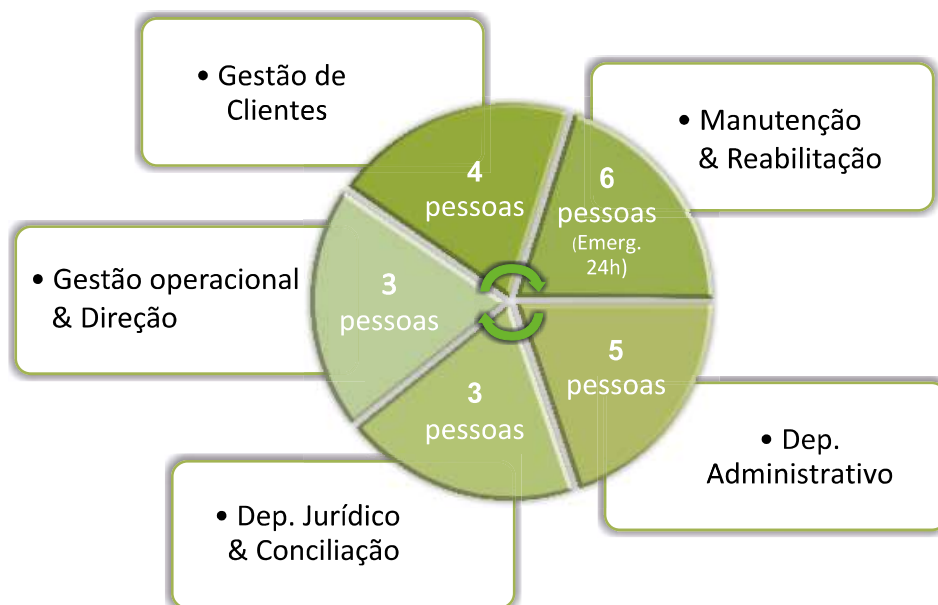 • Gestão de
Clientes
4
pessoas
• Manutenção
& Reabilitação
6
pessoas
(Emerg.
24h)
• Gestão operacional
& Direção
3
pessoas
5
pessoas
• Dep.
Administrativo
3
pessoas
• Dep. Jurídico
& Conciliação